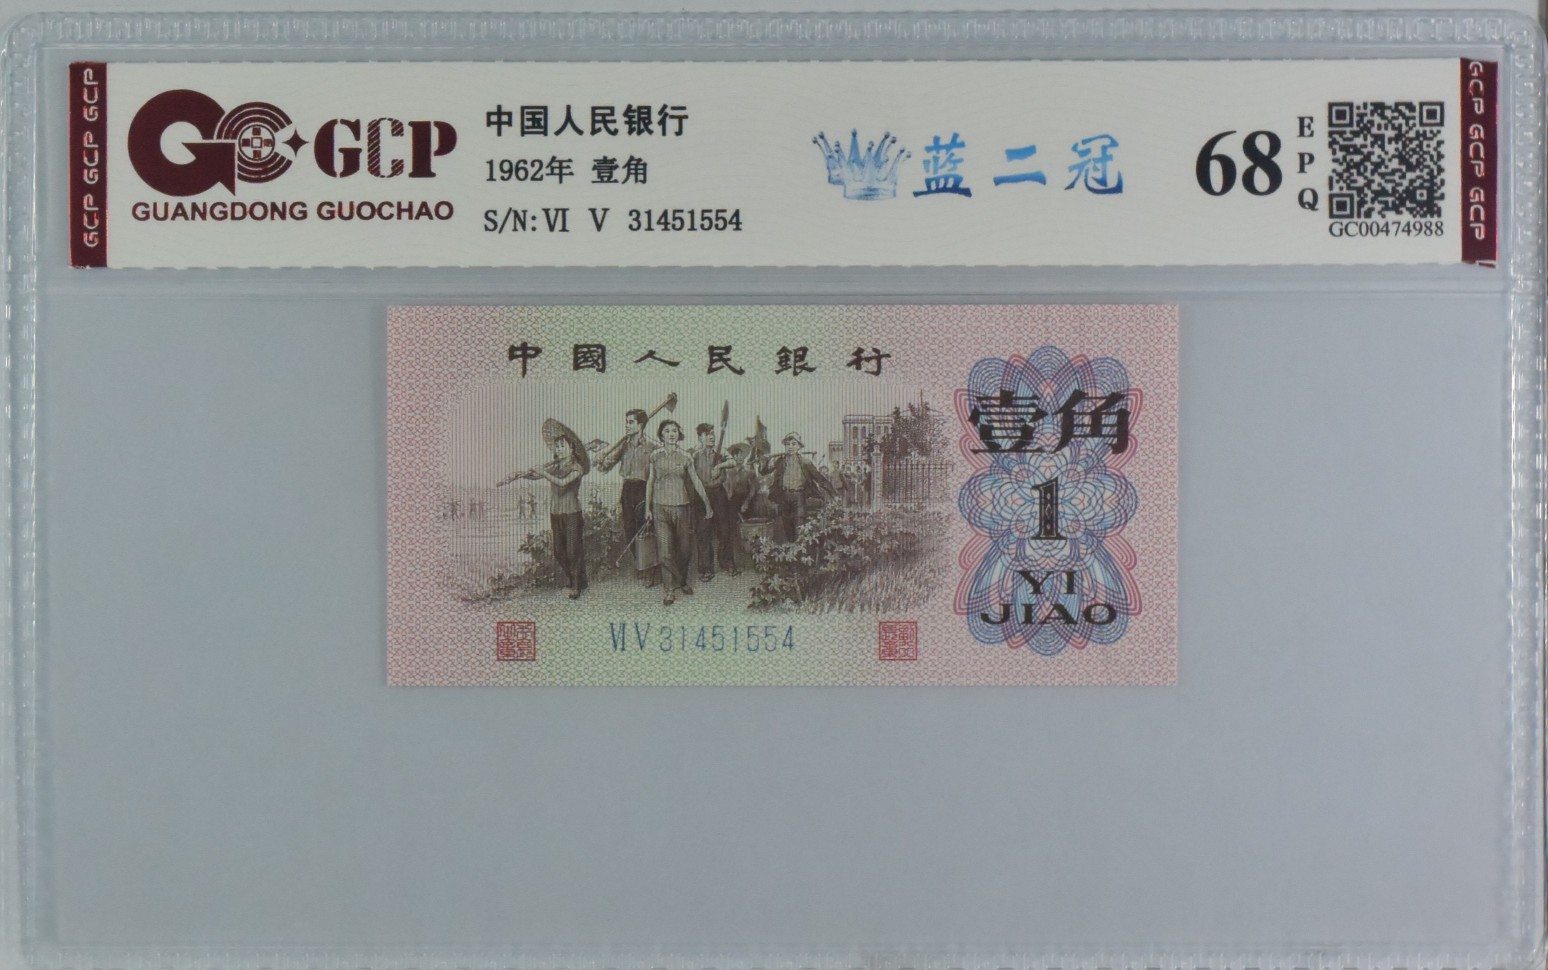 GCP GCP GCP
GCP
GUANGDONG GUOCHAO
中国人民银行
1962年 壹角
S/N: Ⅵ Ⅴ 31451554
蓝二冠
68
E
P
Q
GC00474988
GCP GCP GCP
中國人民銀行
壹角
1
YI
JIAO
Ⅵ Ⅴ 31451554